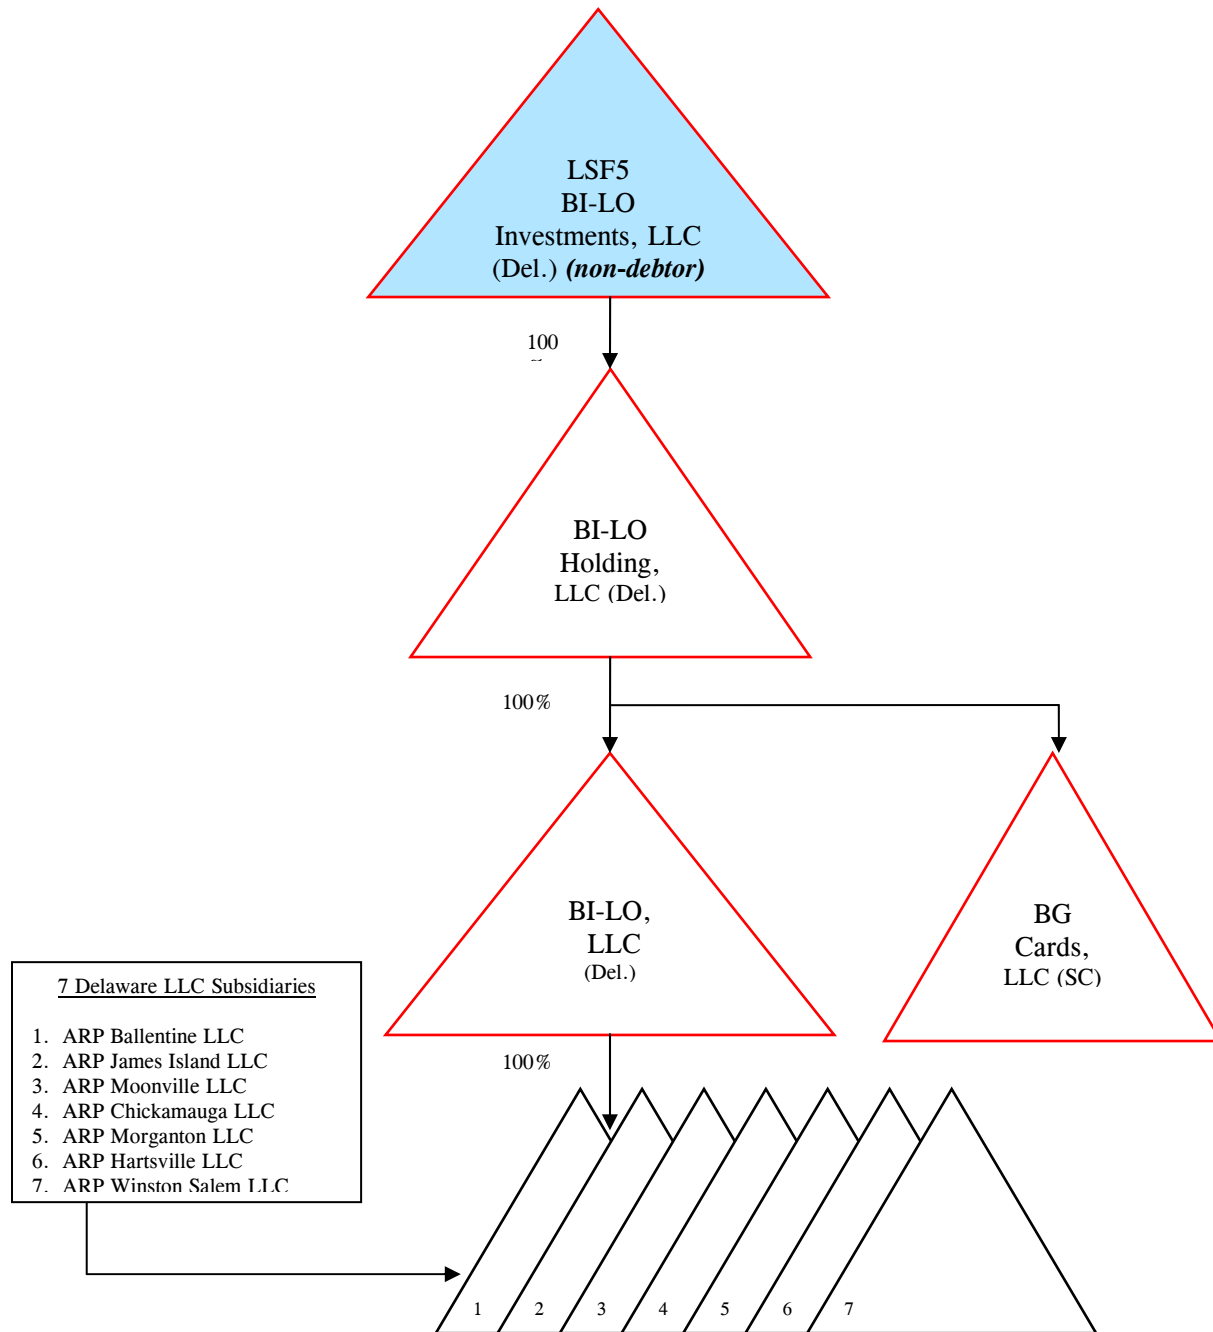 LSF5
BI-LO
Investments, LLC
(Del.) (non-debtor)
100
BI-LO
Holding,
LLC (Del.)
100%
BI-LO,
LLC
(Del.)
BG
Cards,
LLC (SC)
7 Delaware LLC Subsidiaries
1. ARP Ballentine LLC
2. ARP James Island LLC
3. ARP Moonville LLC
4. ARP Chickamauga LLC
5. ARP Morganton LLC
6. ARP Hartsville LLC
7. ARP Winston Salem LLC
100%
1 2 3 4 5 6 7